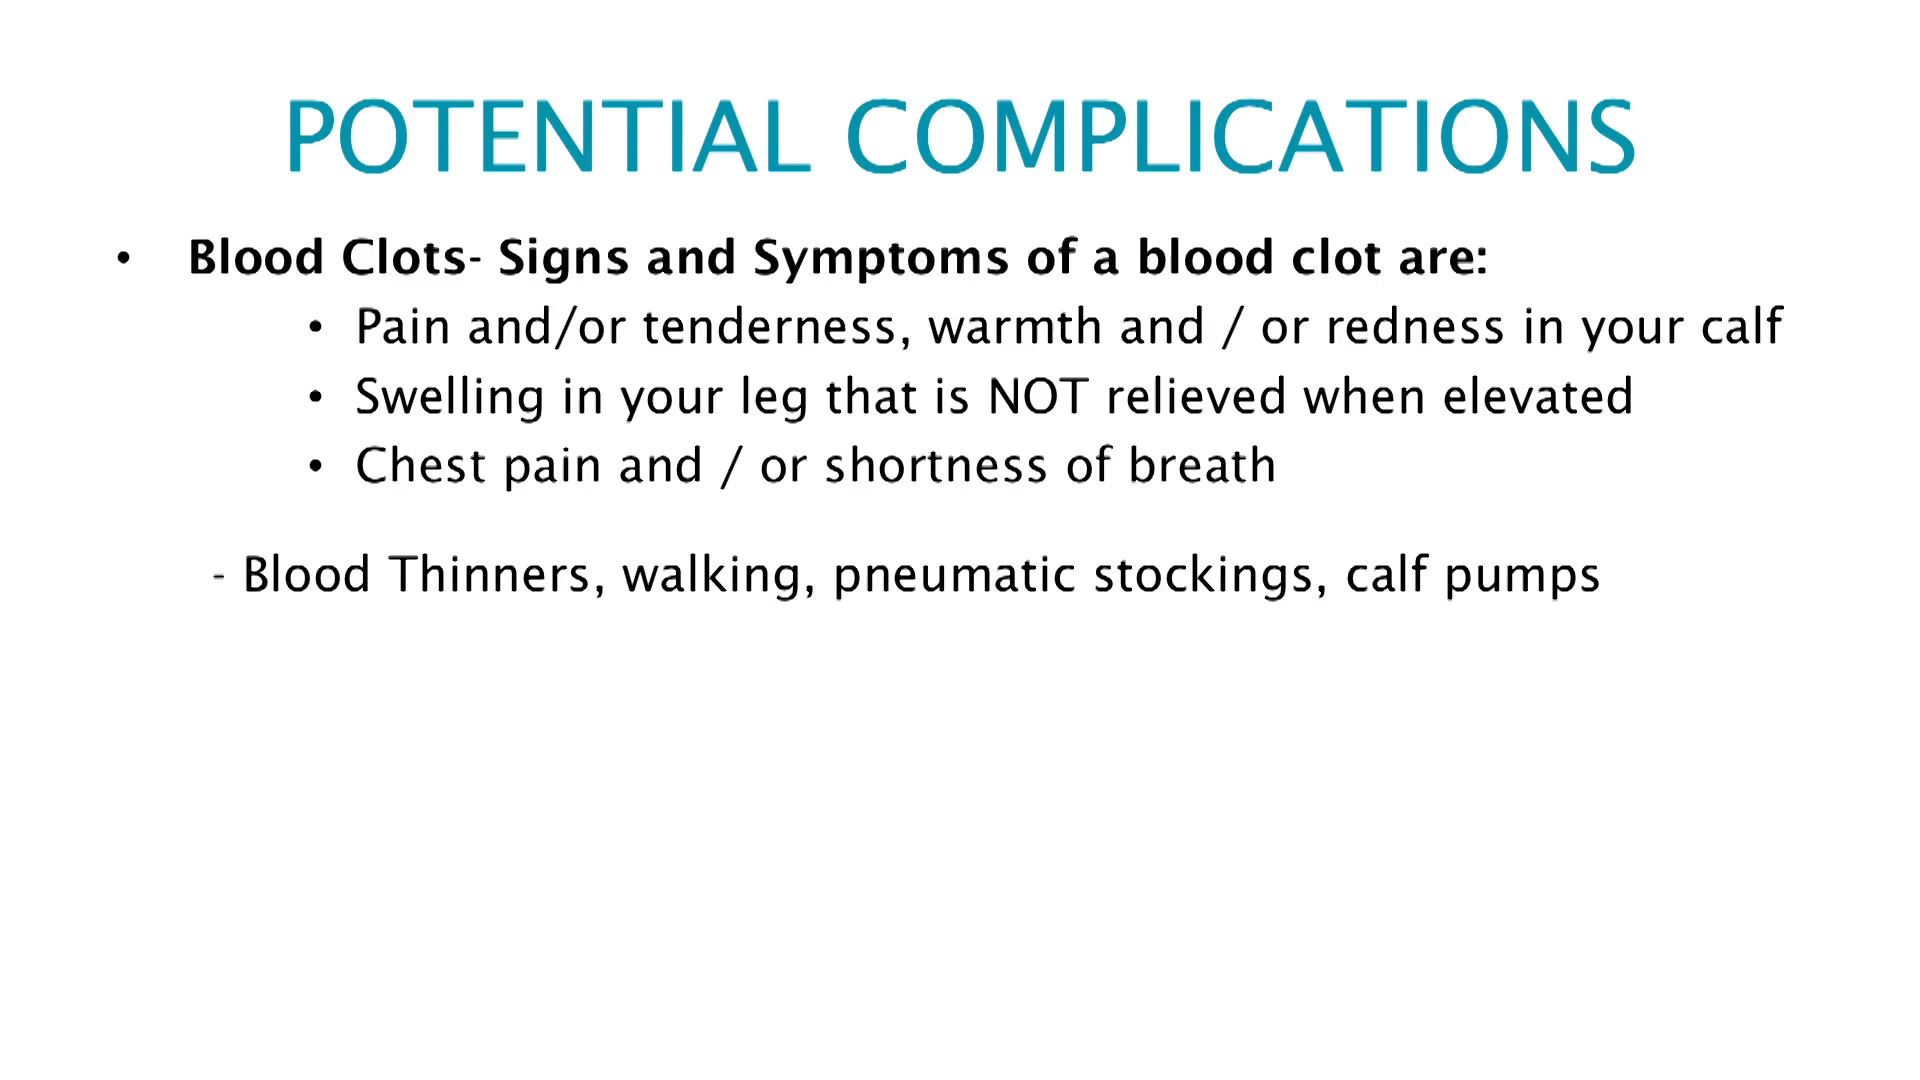 POTENTIAL COMPLICATIONS
• Blood Clots- Signs and Symptoms of a blood clot are:
• Pain and/or tenderness, warmth and / or redness in your calf
• Swelling in your leg that is NOT relieved when elevated
• Chest pain and / or shortness of breath
- Blood Thinners, walking, pneumatic stockings, calf pumps